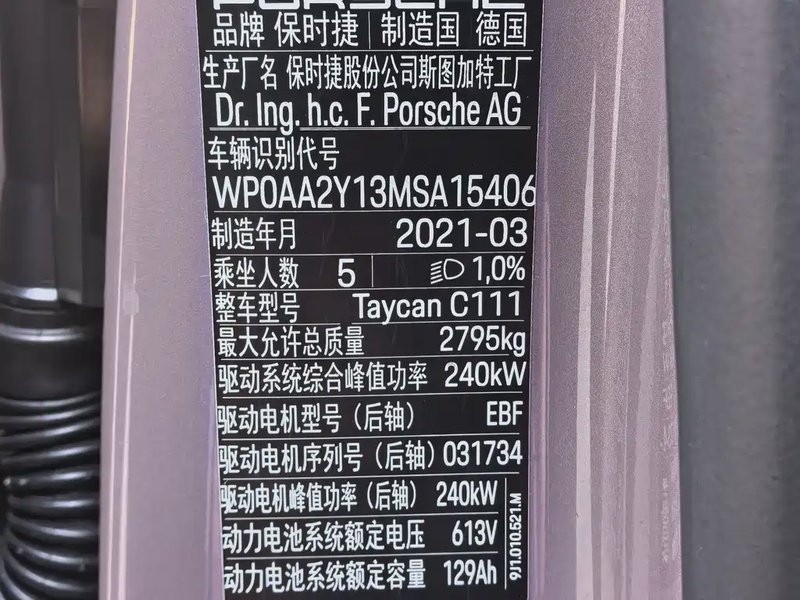 PORSCHE
品牌 保时捷 制造国 德国
生产厂名 保时捷股份公司斯图加特工厂
Dr. Ing. h.c. F. Porsche AG
车辆识别代号
WP0AA2Y13MSA15406
制造年月 2021-03
乘坐人数 5 1,0%
整车型号 Taycan C111
最大允许总质量 2795kg
驱动系统综合峰值功率 240kW
驱动电机型号（后轴） EBF
驱动电机序列号（后轴）031734
驱动电机峰值功率（后轴） 240kW
动力电池系统额定电压 613V
动力电池系统额定容量 129Ah
9J1.010.521.M